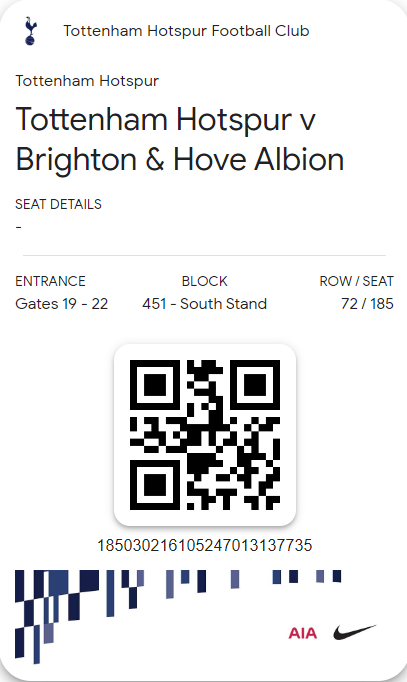 Tottenham Hotspur Football Club
Tottenham Hotspur
Tottenham Hotspur v
Brighton & Hove Albion
SEAT DETAILS
-
ENTRANCE BLOCK ROW / SEAT
Gates 19 - 22 451 - South Stand 72 / 185
185030216105247013137735
AIA